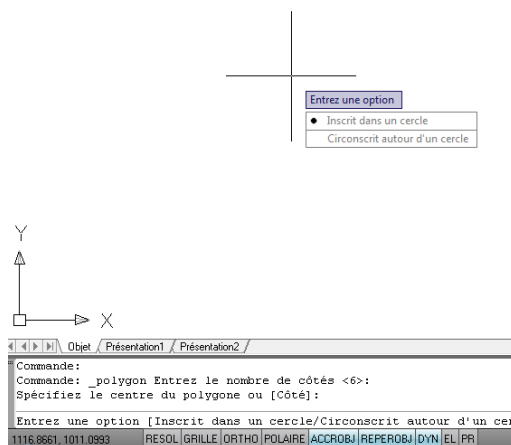 Entrez une option
Inscrit dans un cercle
Circonscrit autour d'un cercle
Y
X
Objet Présentation1 Présentation2
Commande:
Commande: _polygon Entrez le nombre de côtés <6>:
Spécifiez le centre du polygone ou [Côté]:
Entrez une option [Inscrit dans un cercle/Circonscrit autour d'un
1116.8661, 1011.0993 RESOL GRILLE ORTHO POLAIRE ACCROBJ REPEROBJ DYN EL PR